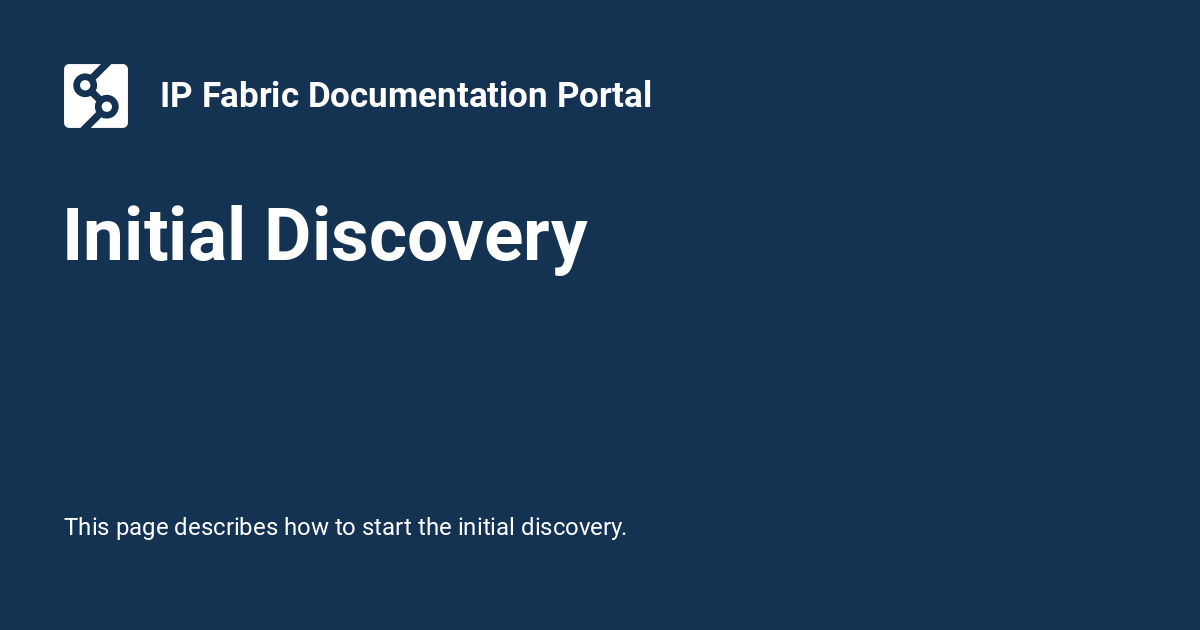 IP Fabric Documentation Portal
Initial Discovery
This page describes how to start the initial discovery.